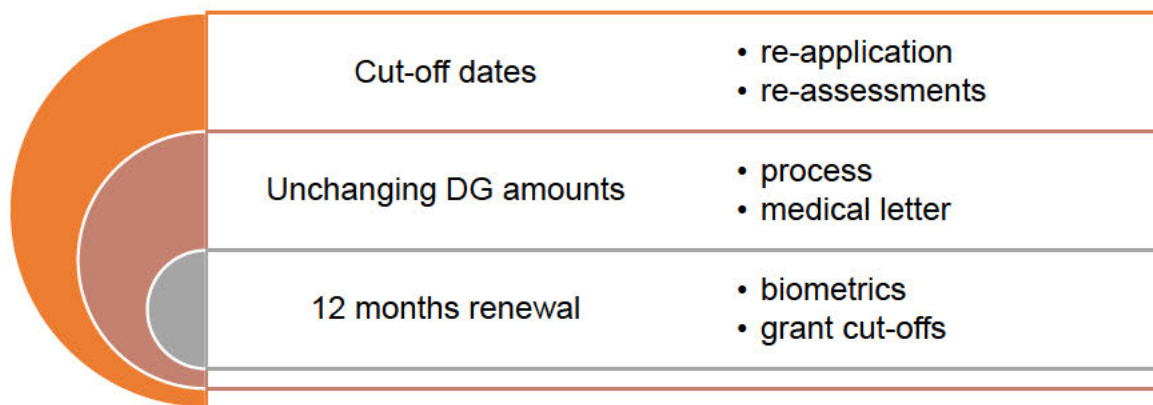 Cut-off dates
• re-application
• re-assessments
Unchanging DG amounts
• process
• medical letter
12 months renewal
• biometrics
• grant cut-offs